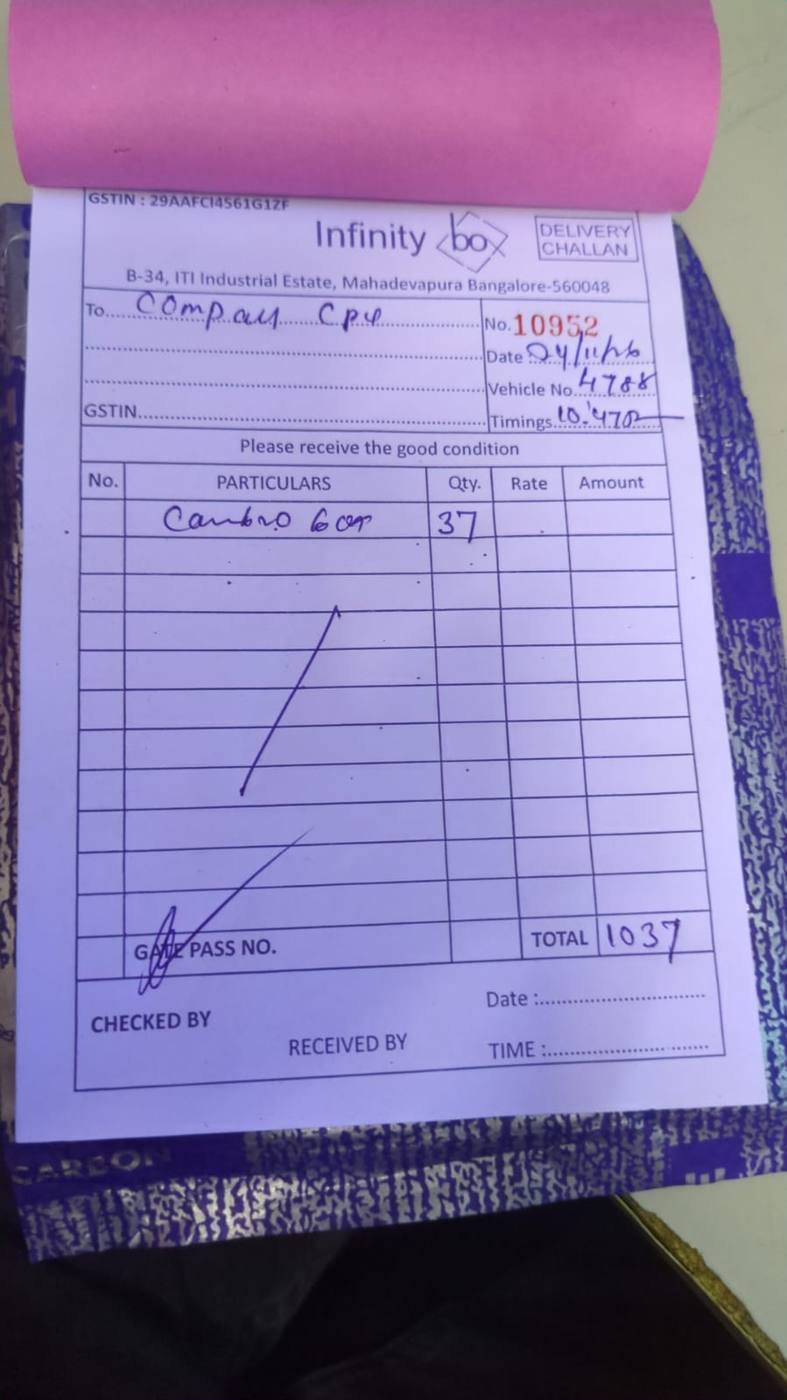 GSTIN : 29AAFCI4561G1ZF
Infinity box
DELIVERY CHALLAN
B-34, ITI Industrial Estate, Mahadevapura Bangalore-560048
To
No. 10952
Date
Vehicle No 4788
GSTIN
Timings
Please receive the good condition
No. PARTICULARS Qty. Rate Amount
Cambro 37
GATE PASS NO. TOTAL 1037
CHECKED BY
Date :
RECEIVED BY
TIME :
CARBON